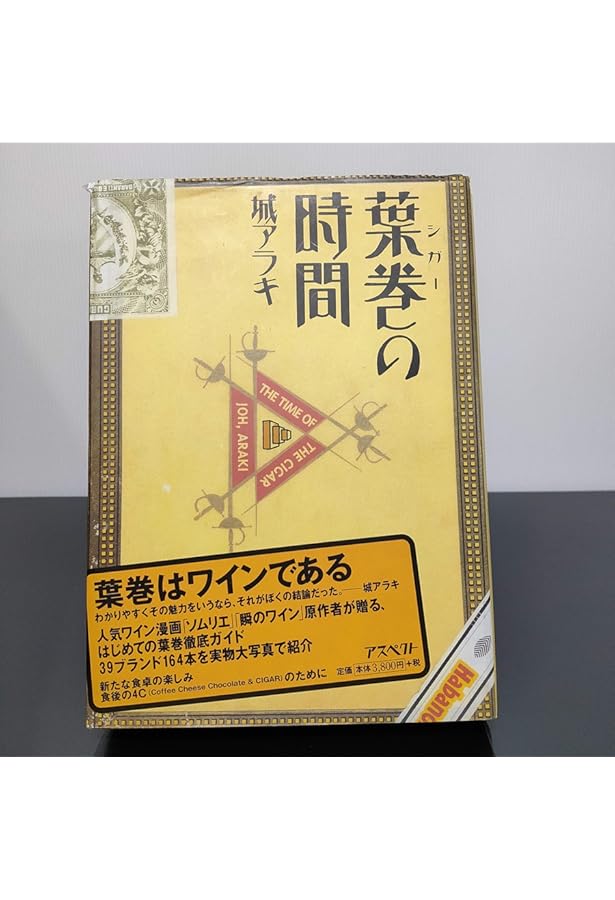 葉巻の
シガー
時間
城アラキ
GARANTIE
CUB
THE TIME OF
THE CIGAR
JOH, ARAKI
葉巻はワインである
わかりやすくその魅力をいうなら、それがぼくの結論だった。——城アラキ
人気ワイン漫画「ソムリエ」「瞬のワイン」原作者が贈る、
はじめての葉巻徹底ガイド
39ブランド164本を実物大写真で紹介
新たな食卓の楽しみ
食後の4C(Coffee Cheese Chocolate & CIGAR)のために
アスペクト
定価:本体3,800円+税
Habano